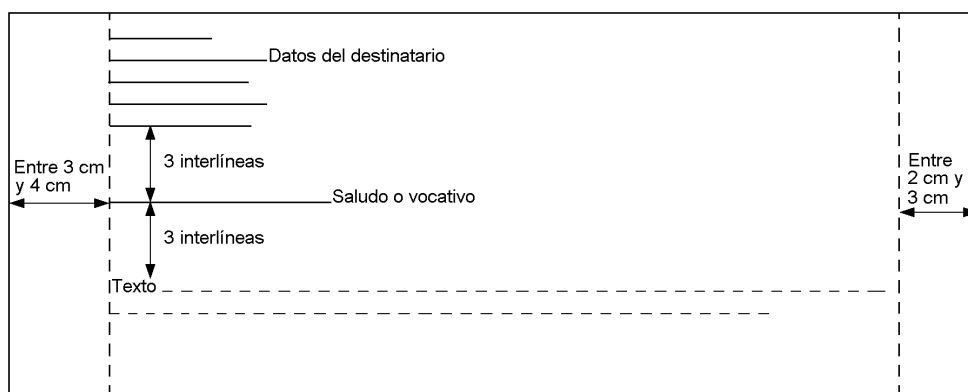 Datos del destinatario
3 interlíneas
Entre 3 cm
y 4 cm
Entre
2 cm y
3 cm
Saludo o vocativo
3 interlíneas
Texto